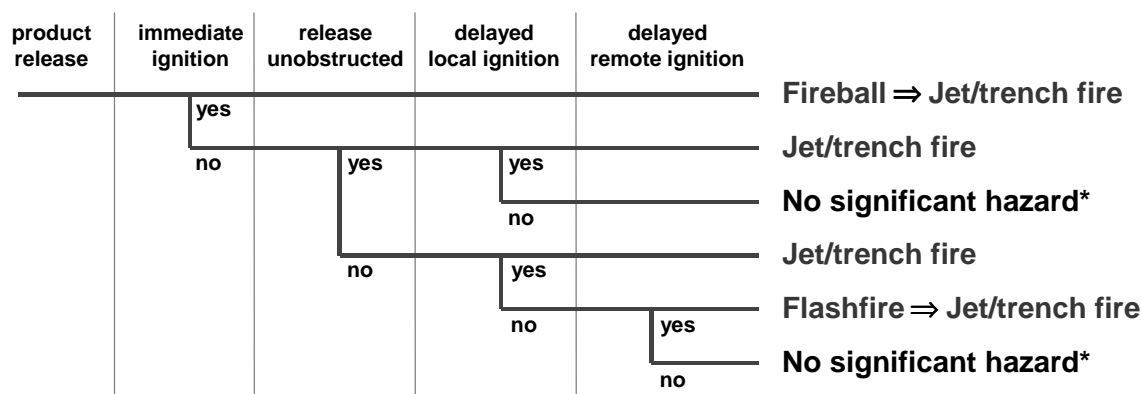 product release
immediate ignition
release unobstructed
delayed local ignition
delayed remote ignition
Fireball ⇒ Jet/trench fire
yes
Jet/trench fire
no
yes
yes
No significant hazard*
no
Jet/trench fire
no
yes
Flashfire ⇒ Jet/trench fire
no
yes
No significant hazard*
no